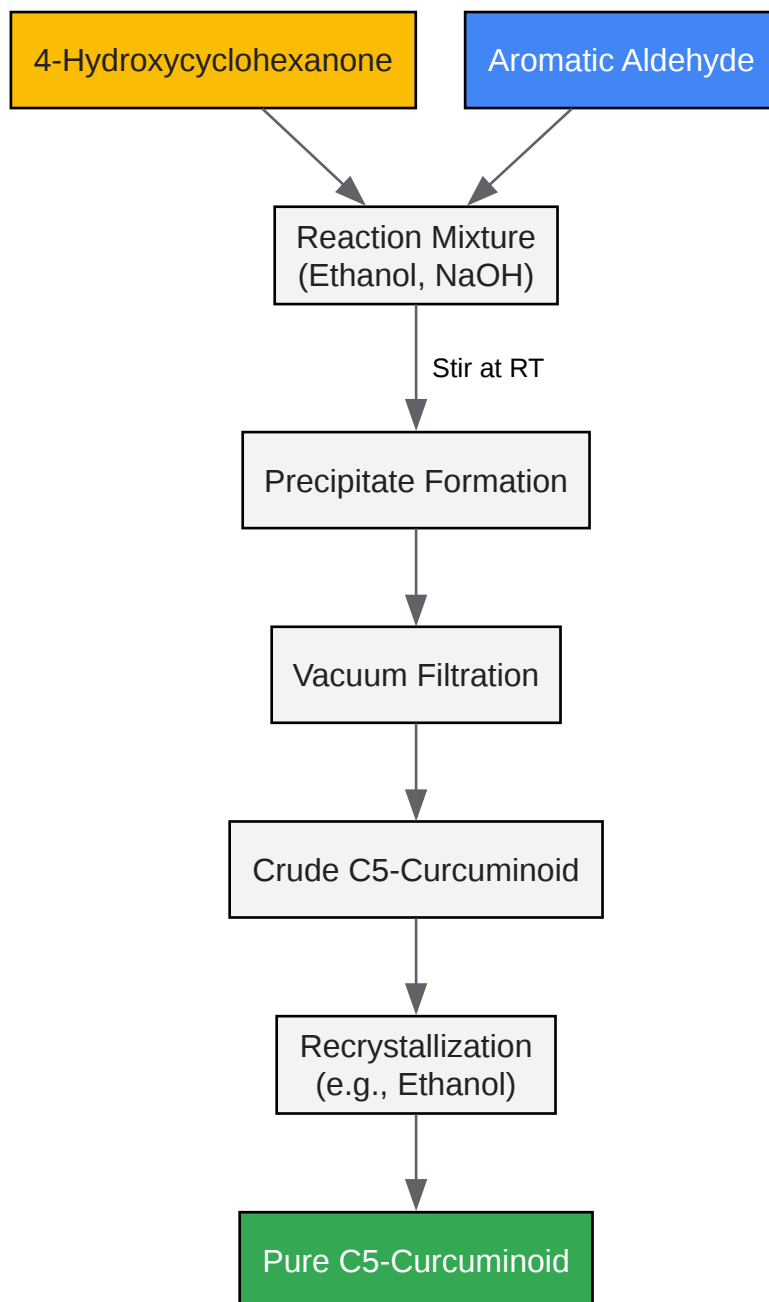 4-Hydroxycyclohexanone
Aromatic Aldehyde
Reaction Mixture
(Ethanol, NaOH)
Stir at RT
Precipitate Formation
Vacuum Filtration
Crude C5-Curcuminoid
Recrystallization
(e.g., Ethanol)
Pure C5-Curcuminoid